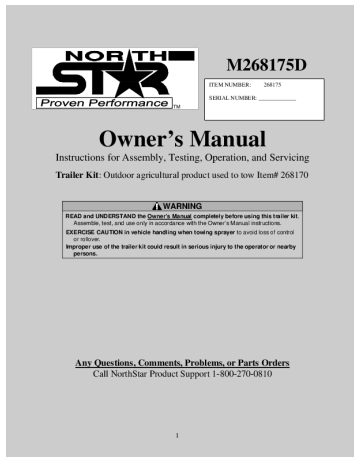 NORTH
STAR
Proven Performance TM
M268175D
ITEM NUMBER: 268175
SERIAL NUMBER: ______________
Owner's Manual
Instructions for Assembly, Testing, Operation, and Servicing
Trailer Kit: Outdoor agricultural product used to tow Item# 268170
WARNING
READ and UNDERSTAND the Owner's Manual completely before using this trailer kit.
Assemble, test, and use only in accordance with the Owner's Manual instructions.
EXERCISE CAUTION in vehicle handling when towing sprayer to avoid loss of control
or rollover.
Improper use of the trailer kit could result in serious injury to the operator or nearby
persons.
Any Questions, Comments, Problems, or Parts Orders
Call NorthStar Product Support 1-800-270-0810
1